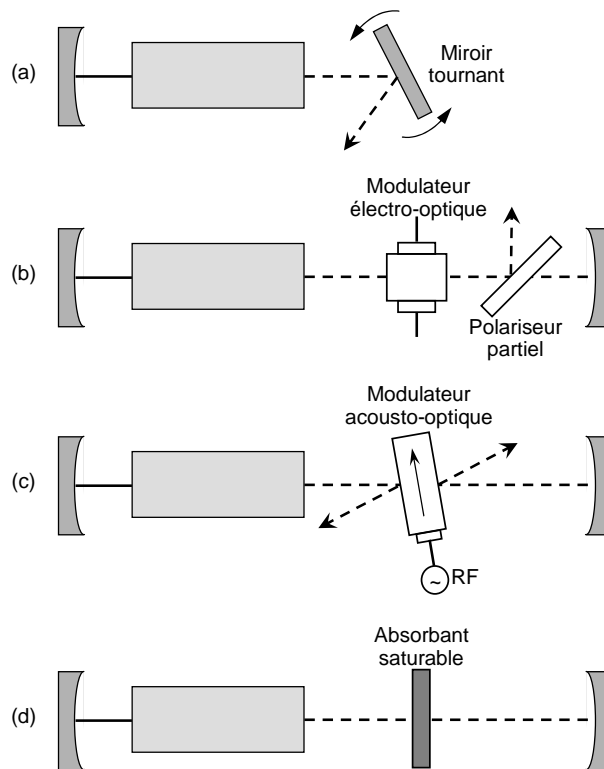 (a)
Miroir
tournant
Modulateur
électro-optique
(b)
Polariseur
partiel
Modulateur
acousto-optique
(c)
~
RF
Absorbant
saturable
(d)